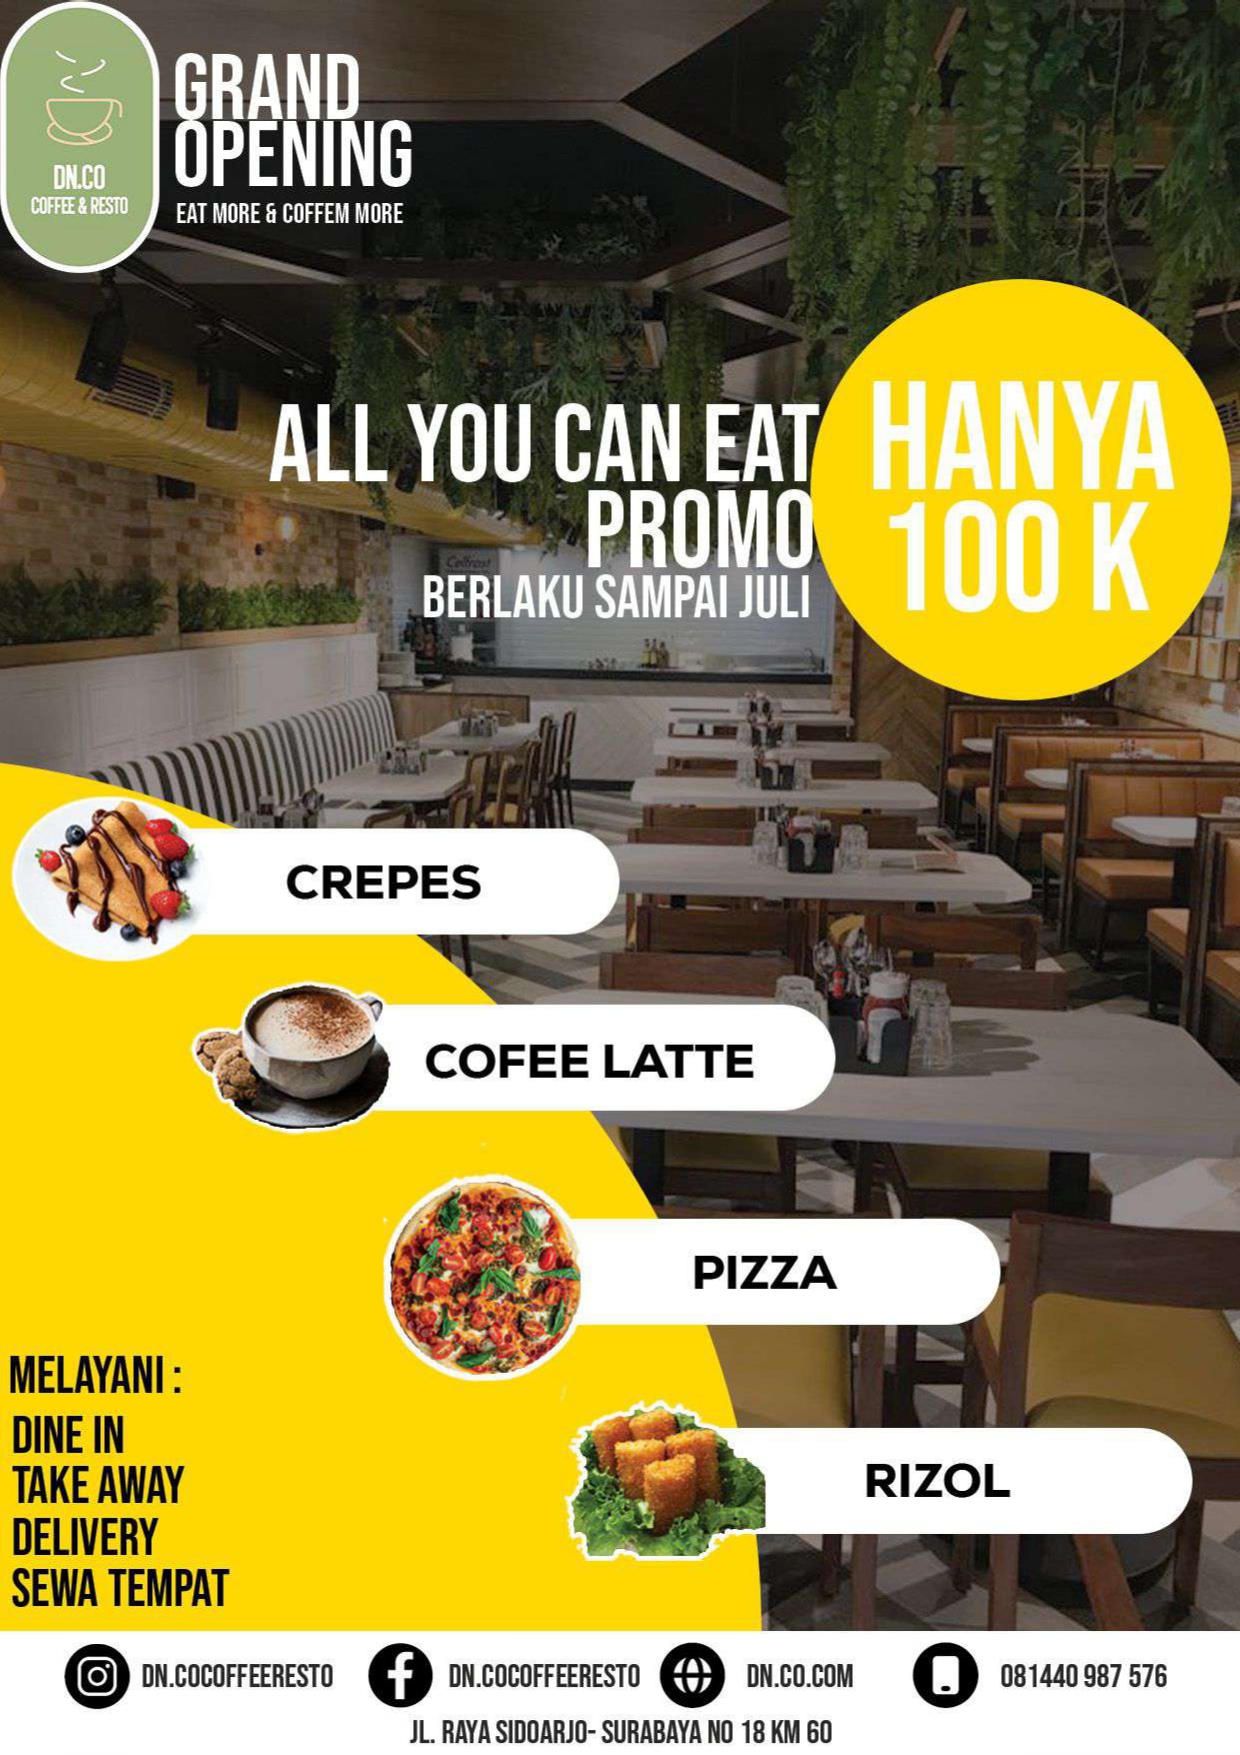 DN.CO
COFFEE & RESTO
GRAND
OPENING
EAT MORE & COFFEM MORE
ALL YOU CAN EAT
PROMO
BERLAKU SAMPAI JULI
HANYA
100 K
Celfrost
CREPES
COFEE LATTE
PIZZA
RIZOL
MELAYANI :
DINE IN
TAKE AWAY
DELIVERY
SEWA TEMPAT
DN.COCOFFEERESTO
DN.COCOFFEERESTO
DN.CO.COM
081440 987 576
JL. RAYA SIDOARJO- SURABAYA NO 18 KM 60